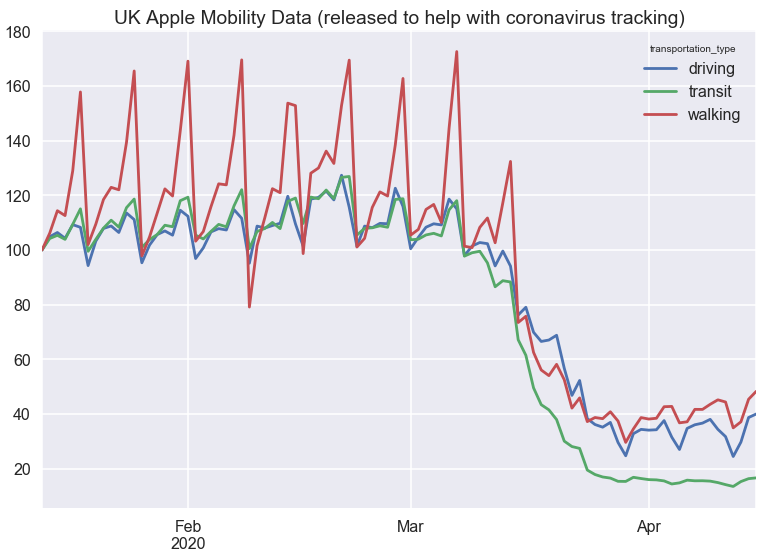 UK Apple Mobility Data (released to help with coronavirus tracking)
transportation_type
driving
transit
walking
180
160
140
120
100
80
60
40
20
Feb
2020
Mar
Apr